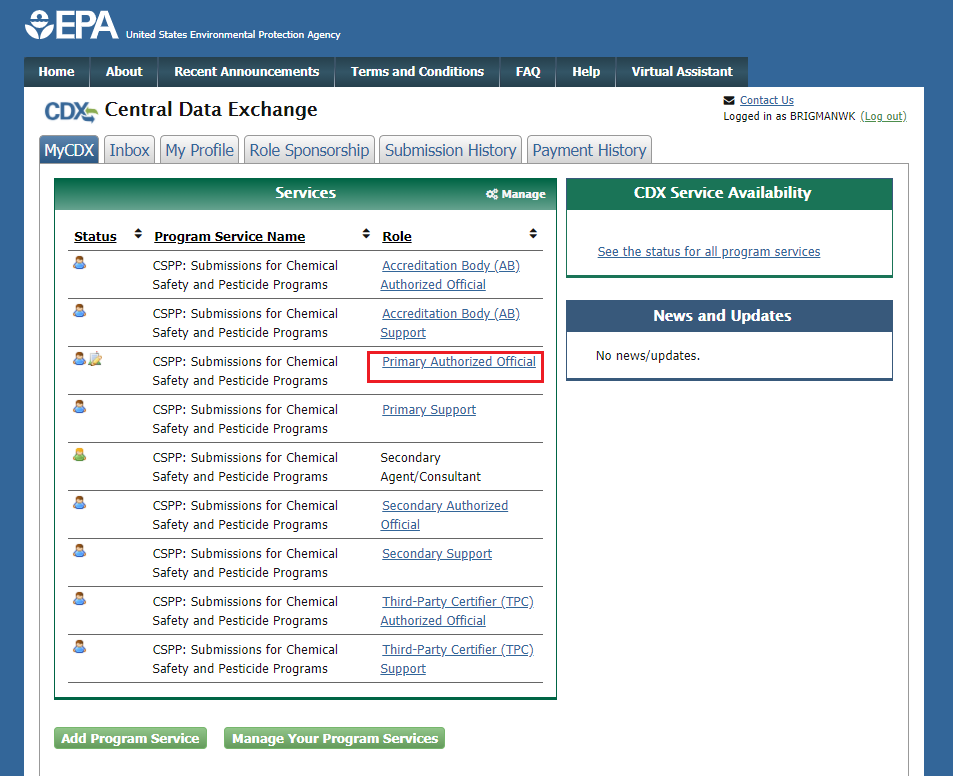 EPA United States Environmental Protection Agency
Home About Recent Announcements Terms and Conditions FAQ Help Virtual Assistant
CDX Central Data Exchange
Contact Us
Logged in as BRIGMANWK (Log out)
MyCDX Inbox My Profile Role Sponsorship Submission History Payment History
Services Manage
Status Program Service Name Role
CSPP: Submissions for Chemical Accreditation Body (AB)
Safety and Pesticide Programs Authorized Official
CSPP: Submissions for Chemical Accreditation Body (AB)
Safety and Pesticide Programs Support
CSPP: Submissions for Chemical Primary Authorized Official
Safety and Pesticide Programs
CSPP: Submissions for Chemical Primary Support
Safety and Pesticide Programs
CSPP: Submissions for Chemical Secondary
Safety and Pesticide Programs Agent/Consultant
CSPP: Submissions for Chemical Secondary Authorized
Safety and Pesticide Programs Official
CSPP: Submissions for Chemical Secondary Support
Safety and Pesticide Programs
CSPP: Submissions for Chemical Third-Party Certifier (TPC)
Safety and Pesticide Programs Authorized Official
CSPP: Submissions for Chemical Third-Party Certifier (TPC)
Safety and Pesticide Programs Support
CDX Service Availability
See the status for all program services
News and Updates
No news/updates.
Add Program Service Manage Your Program Services